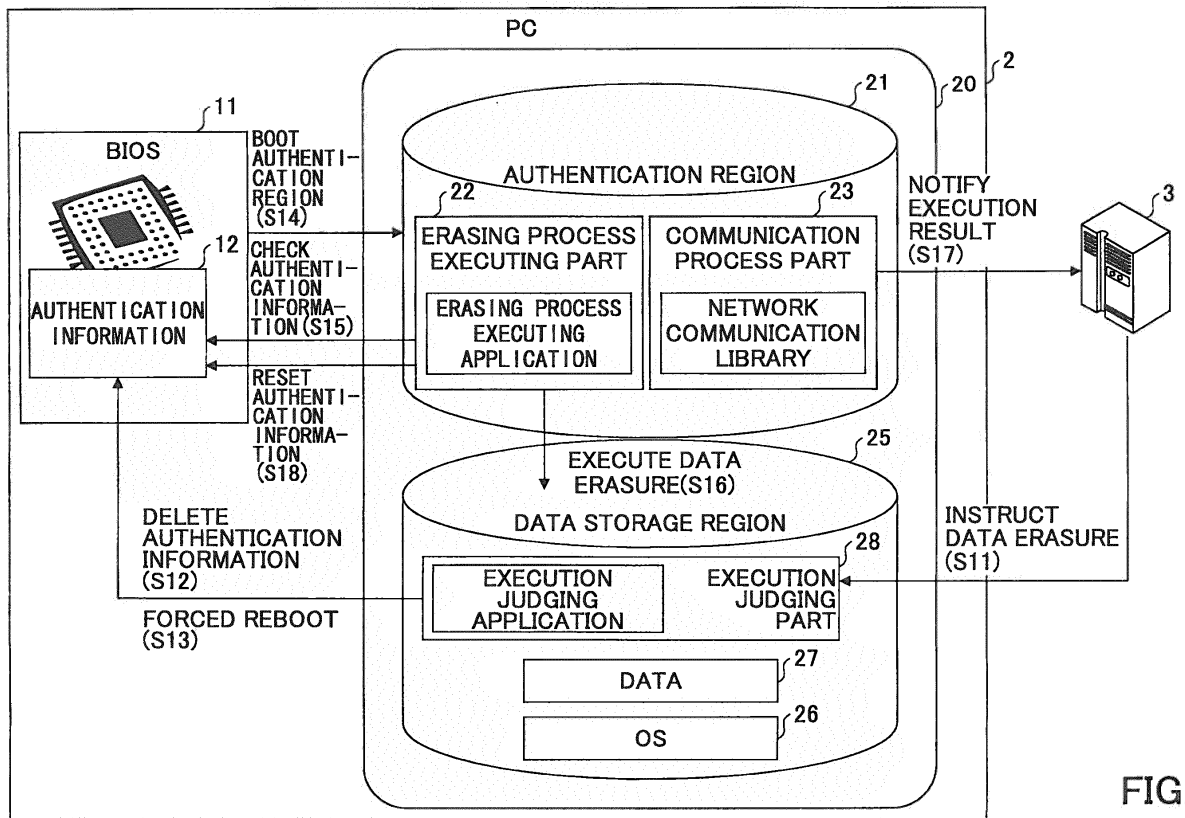 PC
2
20
21
11
BIOS
12
AUTHENTICATION
INFORMATION
BOOT
AUTHENTI-
CATION
REGION
(S14)
CHECK
AUTHENTI-
CATION
INFORMA-
TION(S15)
RESET
AUTHENTI-
CATION
INFORMA-
TION
(S18)
AUTHENTICATION REGION
22
ERASING PROCESS
EXECUTING PART
ERASING PROCESS
EXECUTING
APPLICATION
23
COMMUNICATION
PROCESS PART
NETWORK
COMMUNICATION
LIBRARY
NOTIFY
EXECUTION
RESULT
(S17)
3
25
EXECUTE DATA
ERASURE(S16)
DATA STORAGE REGION
DELETE
AUTHENTICATION
INFORMATION
(S12)
FORCED REBOOT
(S13)
28
EXECUTION
JUDGING
APPLICATION
EXECUTION
JUDGING
PART
INSTRUCT
DATA ERASURE
(S11)
27
DATA
26
OS
FIG